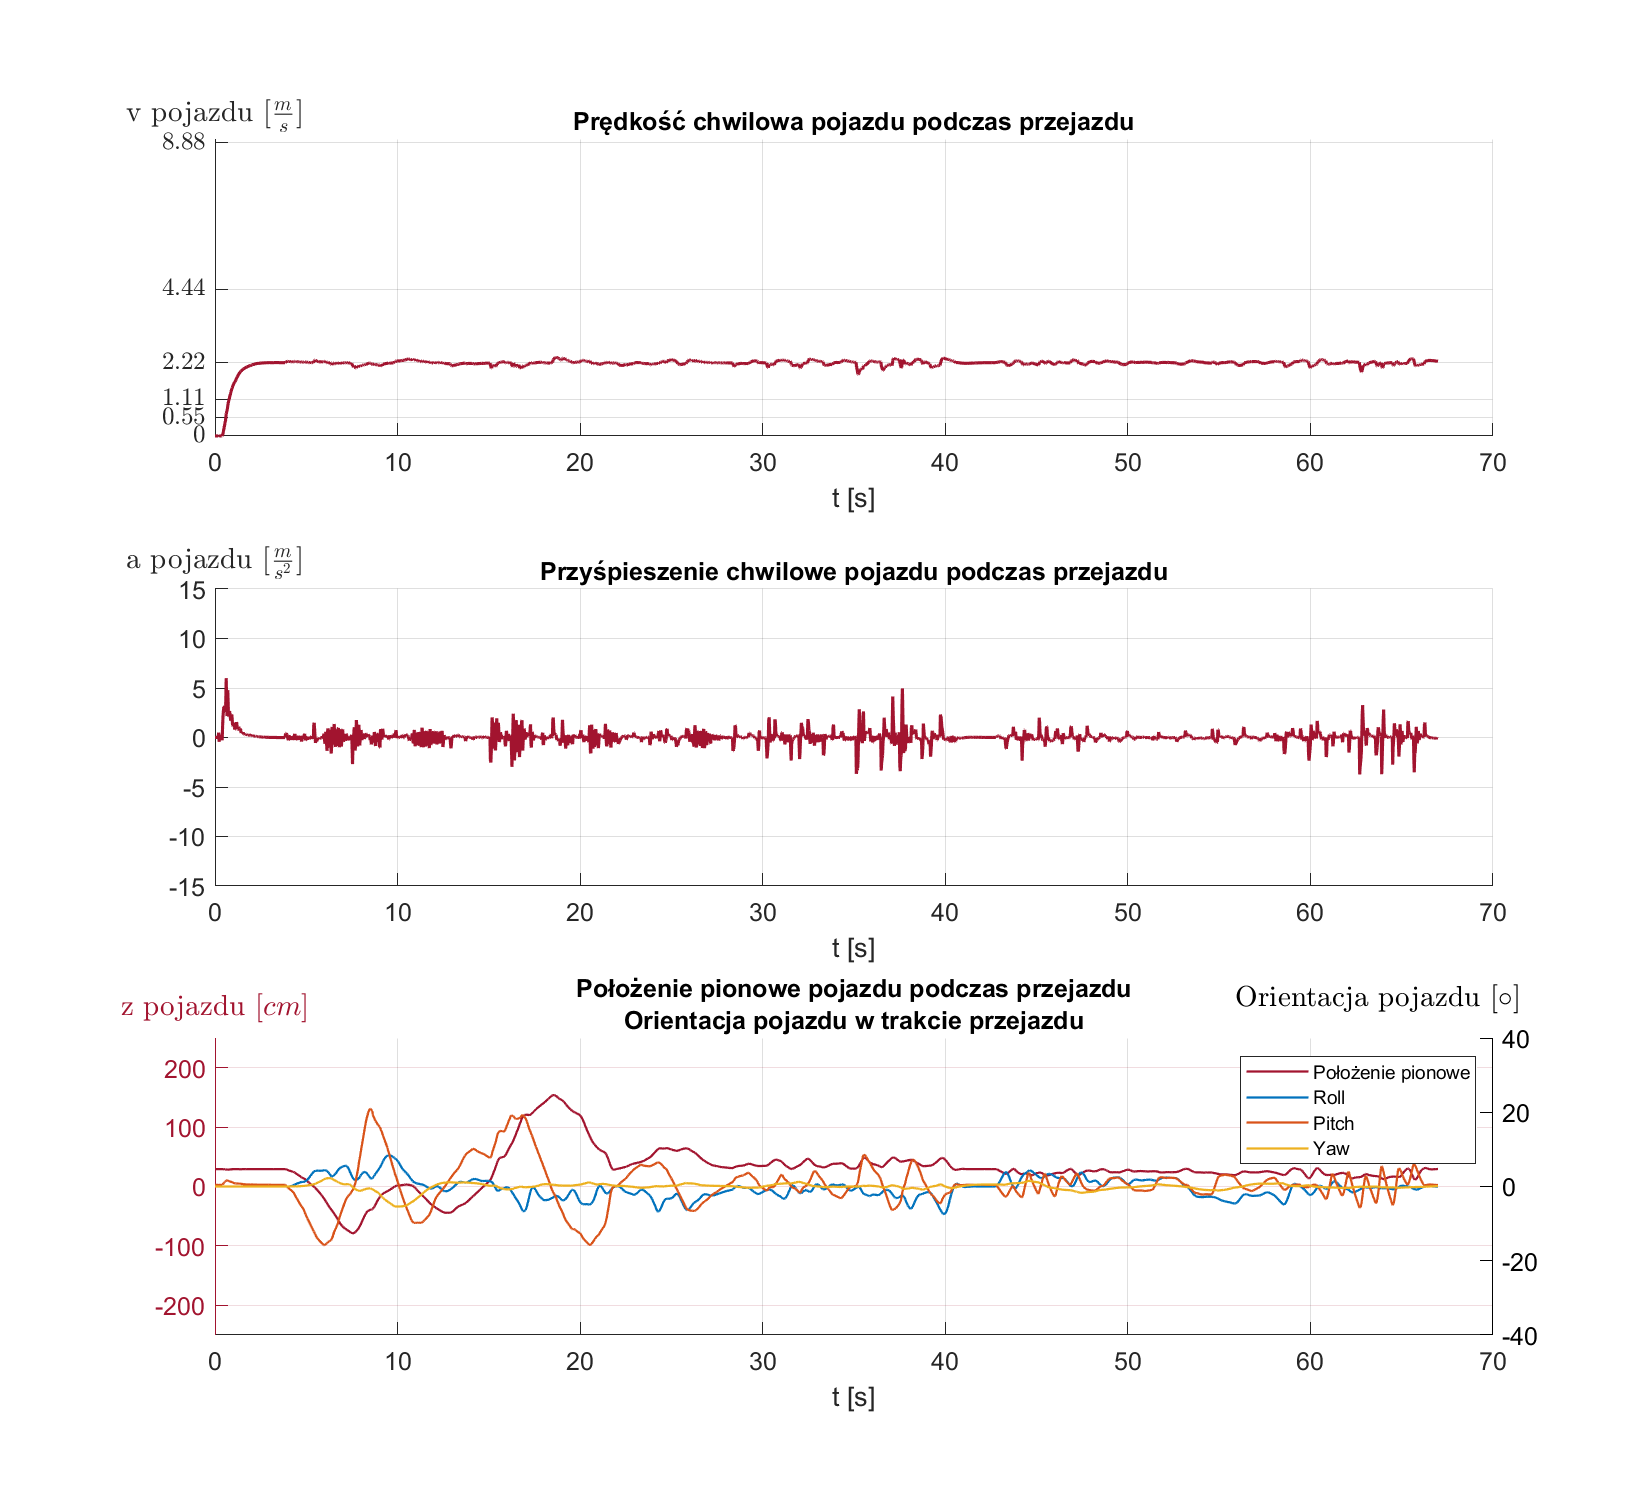 v pojazdu [m/s]
Prędkość chwilowa pojazdu podczas przejazdu
8.88
4.44
2.22
1.11
0.55
0
0 10 20 30 40 50 60 70
t [s]
a pojazdu [m/s²]
Przyśpieszenie chwilowe pojazdu podczas przejazdu
15
10
5
0
-5
-10
-15
0 10 20 30 40 50 60 70
t [s]
z pojazdu [cm]
Położenie pionowe pojazdu podczas przejazdu
Orientacja pojazdu w trakcie przejazdu
Orientacja pojazdu [∘]
200
100
0
-100
-200
40
20
0
-20
-40
Położenie pionowe
Roll
Pitch
Yaw
0 10 20 30 40 50 60 70
t [s]